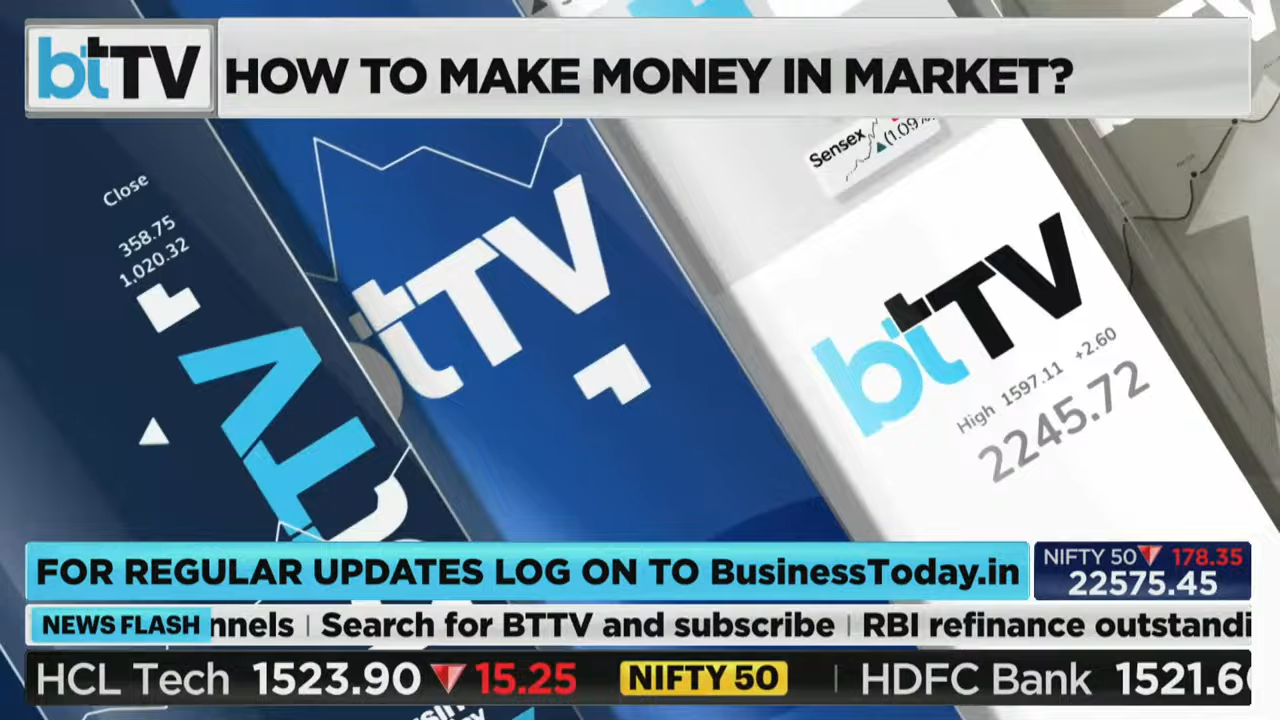 btTV HOW TO MAKE MONEY IN MARKET?
Sensex
Close
358.75
1,020.32
tTV
btTV
High 1597.11 +2.60
2245.72
FOR REGULAR UPDATES LOG ON TO BusinessToday.in
NIFTY 50 178.35
22575.45
NEWS FLASH nnels | Search for BTTV and subscribe | RBI refinance outstandi
HCL Tech 1523.90 15.25 NIFTY 50 | HDFC Bank 1521.6